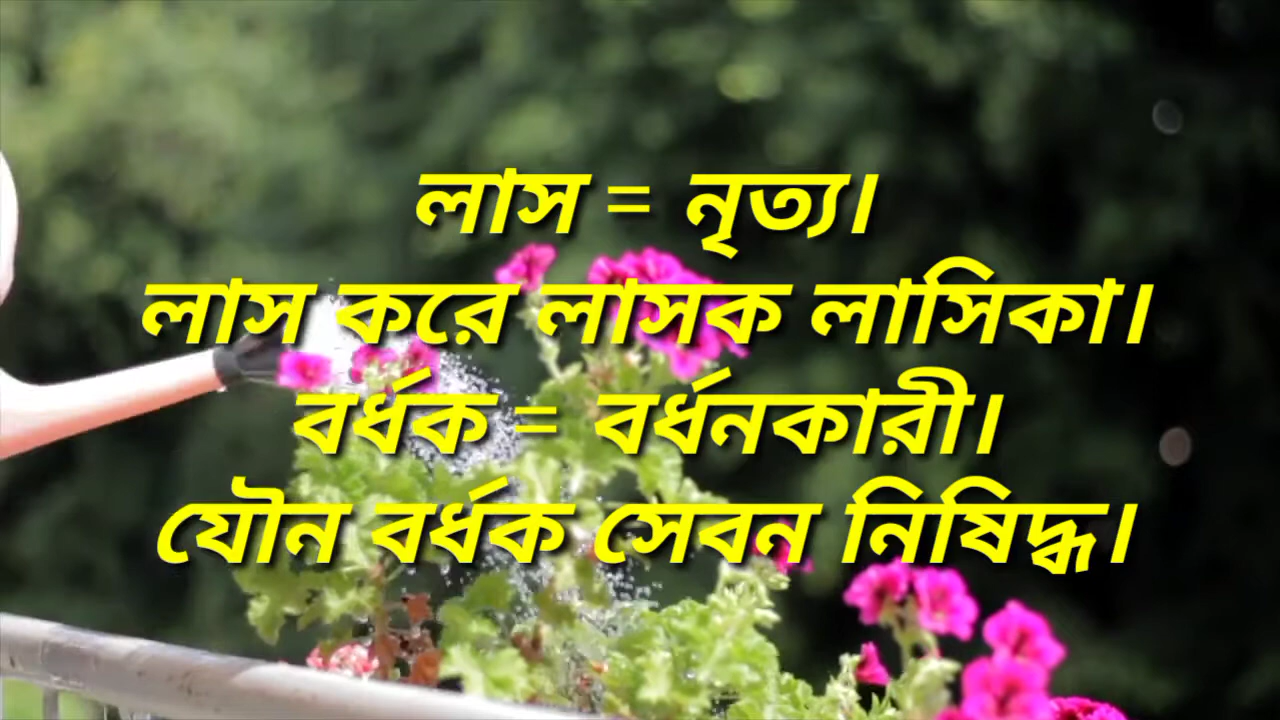 লাস = নৃত্য।
লাস করে লাসক লাসিকা।
বর্ধক = বর্ধনকারী।
যৌন বর্ধক সেবন নিষিদ্ধ।